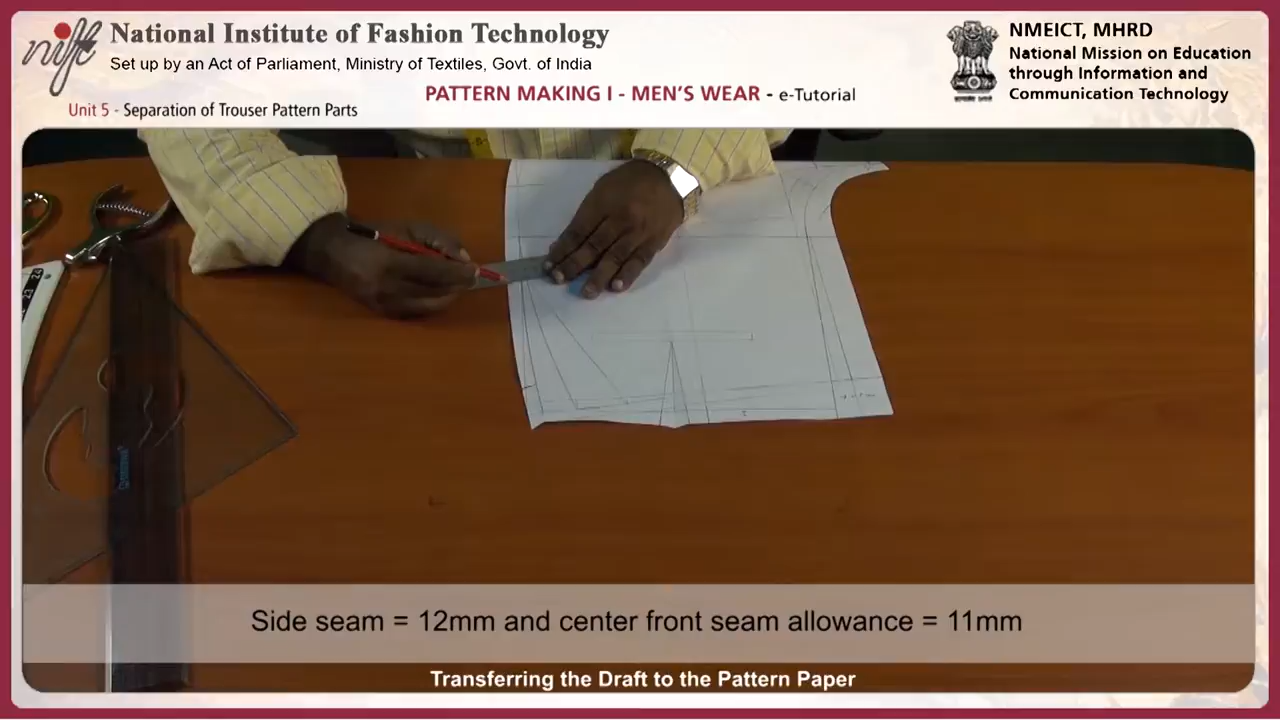 nift
National Institute of Fashion Technology
Set up by an Act of Parliament, Ministry of Textiles, Govt. of India
NMEICT, MHRD
National Mission on Education
through Information and
Communication Technology
PATTERN MAKING I - MEN'S WEAR - e-Tutorial
Unit 5 - Separation of Trouser Pattern Parts
Side seam = 12mm and center front seam allowance = 11mm
Transferring the Draft to the Pattern Paper